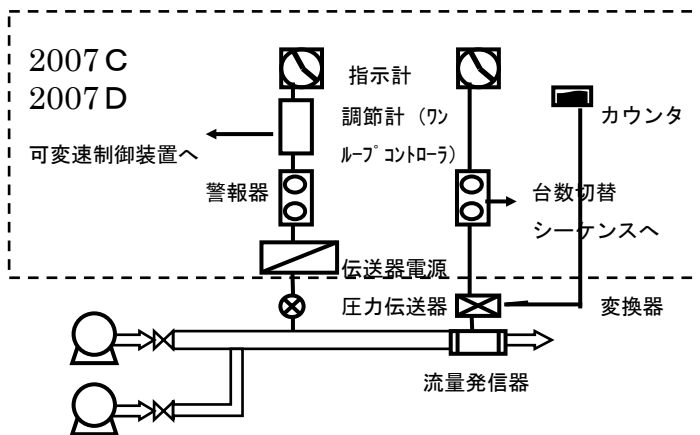 2007C
2007D
指示計
調節計（ワン
ループコントローラ）
カウンタ
可変速制御装置へ
警報器
台数切替
シーケンスへ
伝送器電源
圧力伝送器
変換器
流量発信器